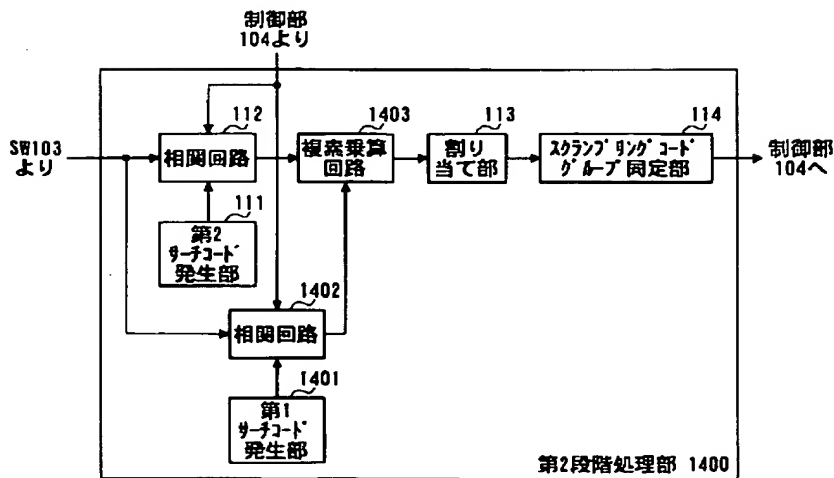 制御部
104より
SW103
より
112
相関回路
1403
複素乗算
回路
113
割り
当て部
114
スクランブリングコード
グループ同定部
制御部
104へ
111
第2
サーチコード
発生部
1402
相関回路
1401
第1
サーチコード
発生部
第2段階処理部 1400